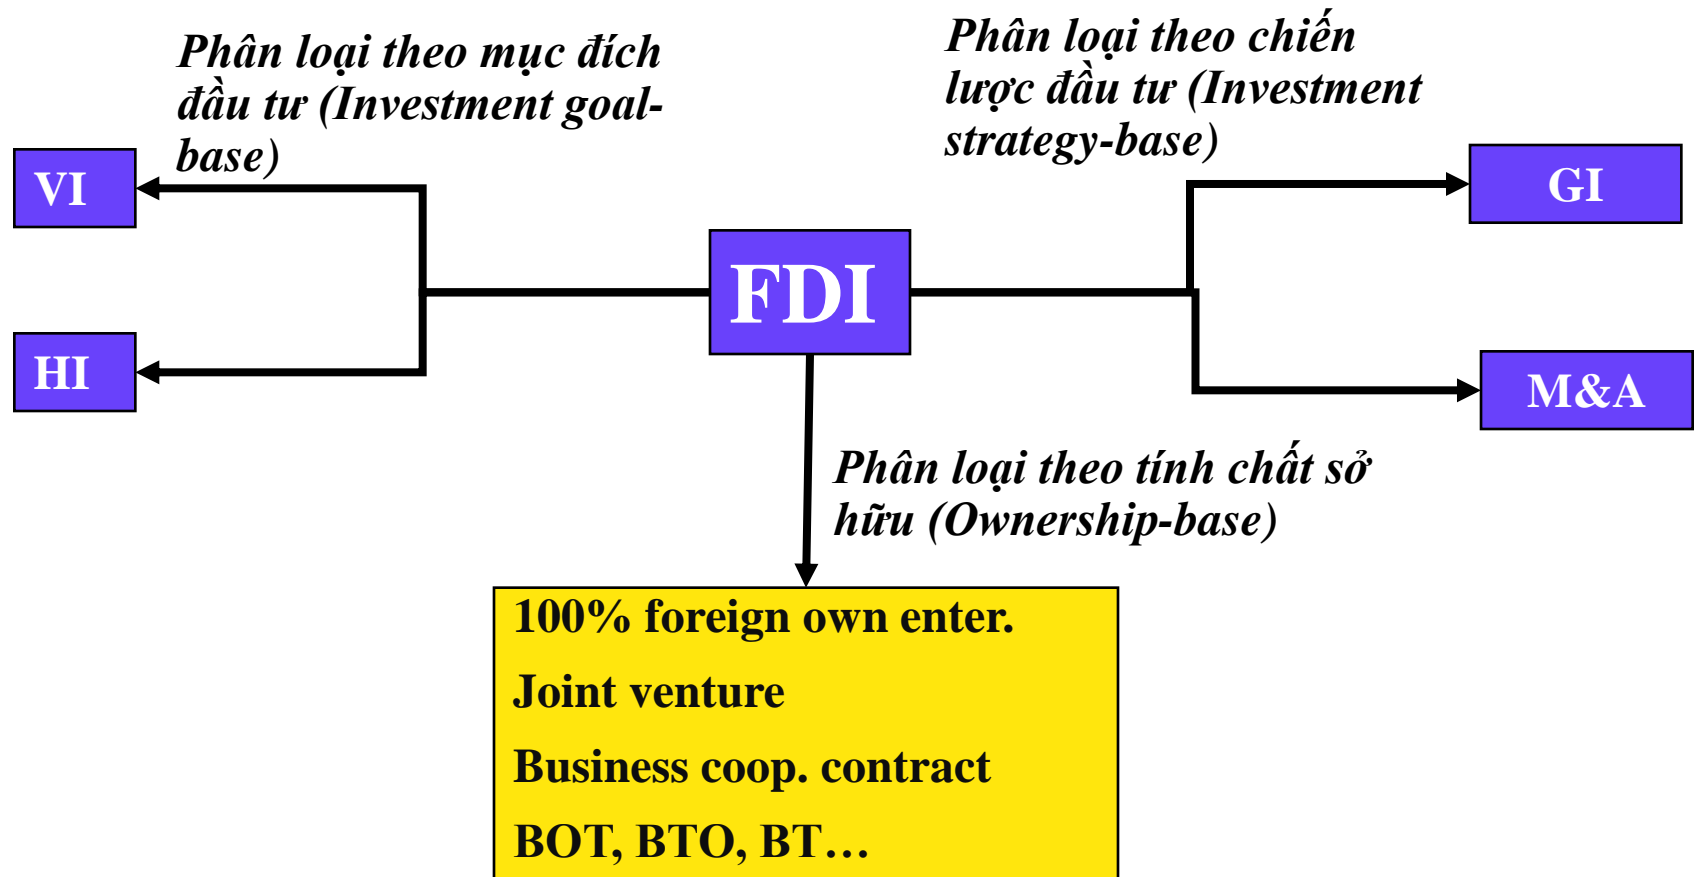 Phân loại theo mục đích
đầu tư (Investment goal-
base)
Phân loại theo chiến
lược đầu tư (Investment
strategy-base)
VI
GI
FDI
HI
M&A
Phân loại theo tính chất sở
hữu (Ownership-base)
100% foreign own enter.
Joint venture
Business coop. contract
BOT, BTO, BT…